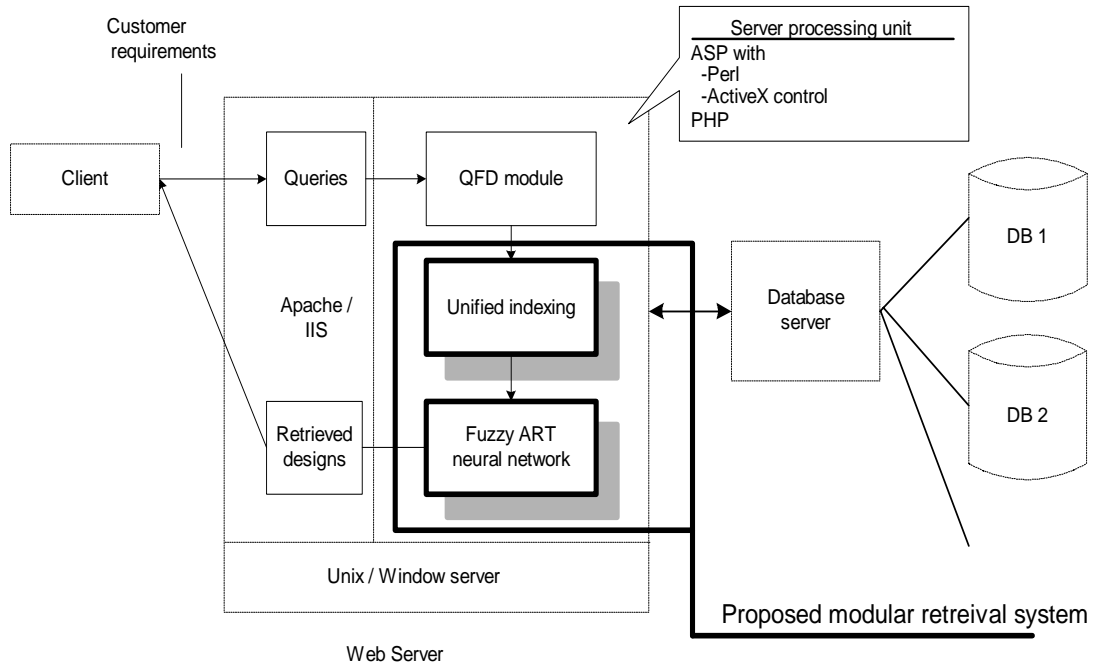 Customer
requirements
Server processing unit
ASP with
-Perl
-ActiveX control
PHP
Client
Queries
QFD module
DB 1
Apache /
IIS
Unified indexing
Database
server
Retrieved
designs
Fuzzy ART
neural network
DB 2
Unix / Window server
Proposed modular retreival system
Web Server